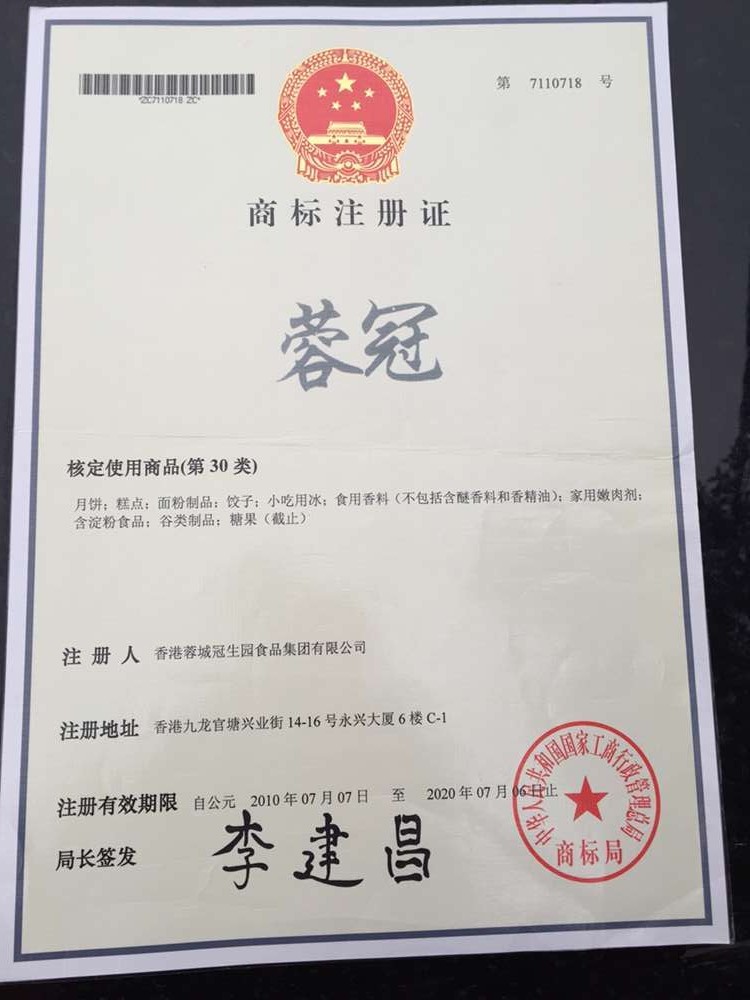 *ZC7110718 ZC*
第 7110718 号
商标注册证
蓉冠
核定使用商品(第 30 类)
月饼；糕点；面粉制品；饺子；小吃用冰；食用香料（不包括含醚香料和香精油）；家用嫩肉剂；
含淀粉食品；谷类制品；糖果（截止）
注册人 香港蓉城冠生园食品集团有限公司
注册地址 香港九龙官塘兴业街 14-16 号永兴大厦 6 楼 C-1
注册有效期限 自公元 2010 年 07 月 07 日 至 2020 年 07 月 06 日止
局长签发 李建昌
中华人民共和国国家工商行政管理总局
商标局